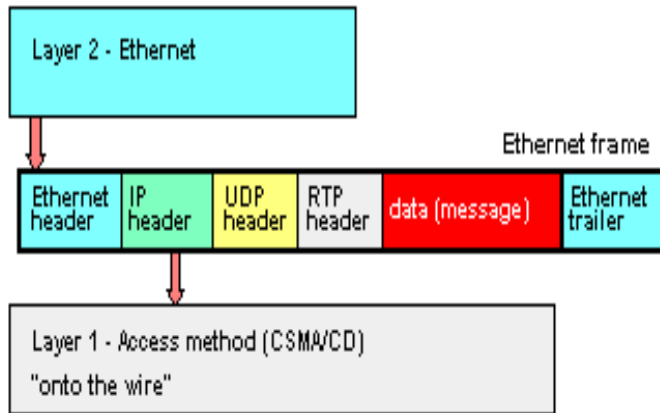 Layer 2 - Ethernet
Ethernet frame
Ethernet header
IP header
UDP header
RTP header
data (message)
Ethernet trailer
Layer 1 - Access method (CSMA/CD)
"onto the wire"